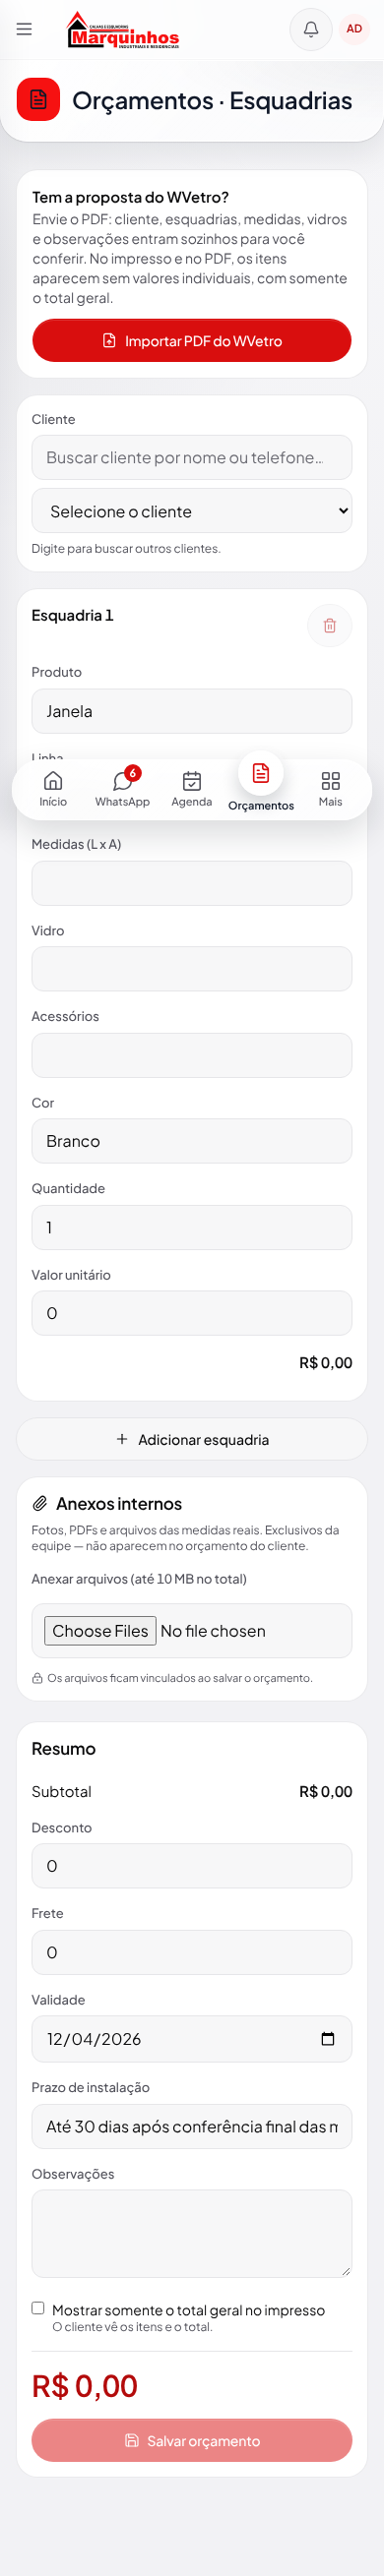 CALHAS E ESQUADRIAS
Marquinhos
INDUSTRIAIS E RESIDENCIAIS
AD
Orçamentos · Esquadrias
Tem a proposta do WVetro?
Envie o PDF: cliente, esquadrias, medidas, vidros
e observações entram sozinhos para você
conferir. No impresso e no PDF, os itens
aparecem sem valores individuais, com somente
o total geral.
Importar PDF do WVetro
Cliente
Buscar cliente por nome ou telefone…
Selecione o cliente
Digite para buscar outros clientes.
Esquadria 1
Produto
Janela
Linha
6
Início
WhatsApp
Agenda
Orçamentos
Mais
Medidas (L x A)
Vidro
Acessórios
Cor
Branco
Quantidade
1
Valor unitário
0
R$ 0,00
Adicionar esquadria
Anexos internos
Fotos, PDFs e arquivos das medidas reais. Exclusivos da
equipe — não aparecem no orçamento do cliente.
Anexar arquivos (até 10 MB no total)
Choose Files No file chosen
Os arquivos ficam vinculados ao salvar o orçamento.
Resumo
Subtotal R$ 0,00
Desconto
0
Frete
0
Validade
12/04/2026
Prazo de instalação
Até 30 dias após conferência final das m
Observações
Mostrar somente o total geral no impresso
O cliente vê os itens e o total.
R$ 0,00
Salvar orçamento